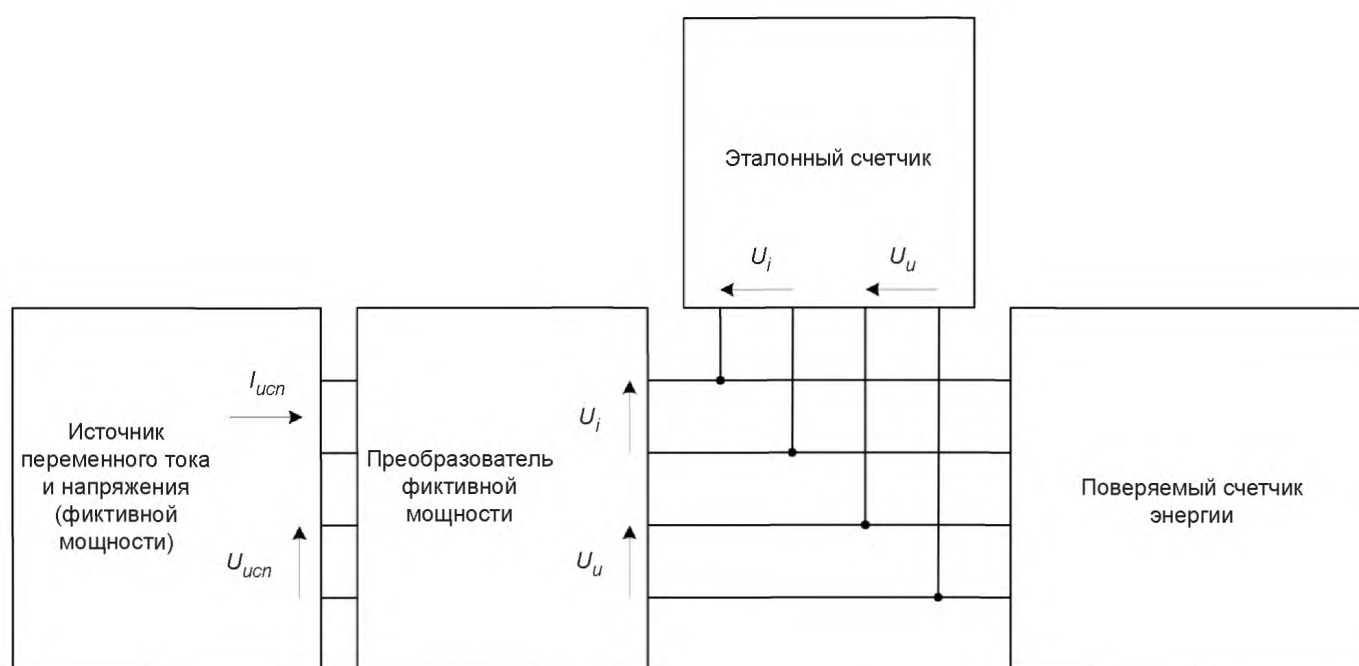 Эталонный счетчик
U_i
U_u
I_исп
Источник
переменного тока
и напряжения
(фиктивной
мощности)
U_исп
Преобразователь
фиктивной
мощности
U_i
U_u
Поверяемый счетчик
энергии